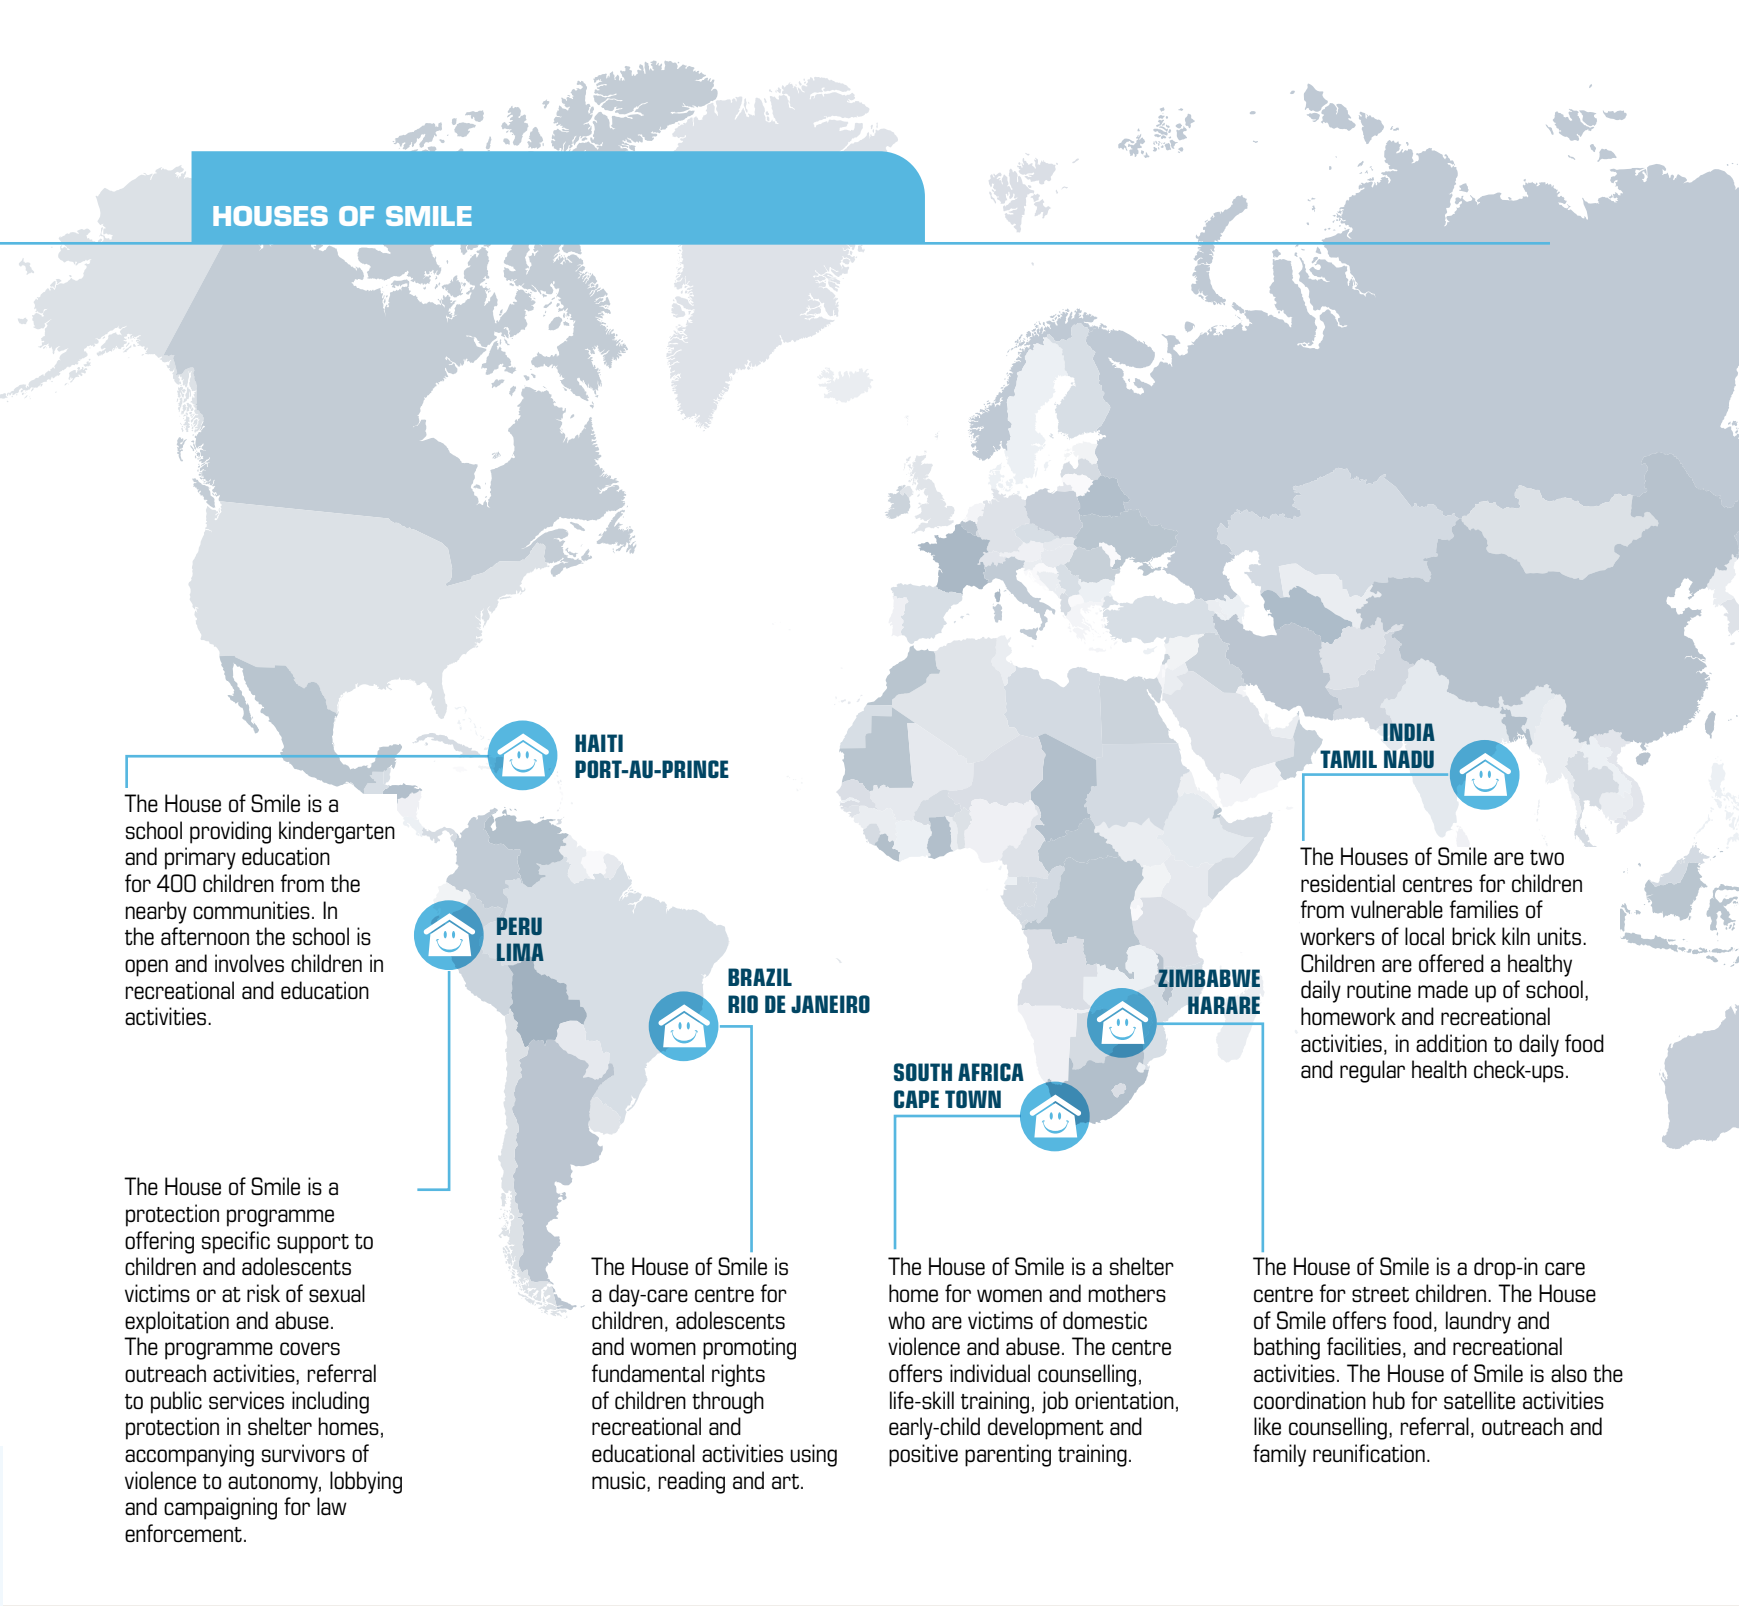 HOUSES OF SMILE
HAITI
PORT-AU-PRINCE
The House of Smile is a
school providing kindergarten
and primary education
for 400 children from the
nearby communities. In
the afternoon the school is
open and involves children in
recreational and education
activities.
PERU
LIMA
The House of Smile is a
protection programme
offering specific support to
children and adolescents
victims or at risk of sexual
exploitation and abuse.
The programme covers
outreach activities, referral
to public services including
protection in shelter homes,
accompanying survivors of
violence to autonomy, lobbying
and campaigning for law
enforcement.
BRAZIL
RIO DE JANEIRO
The House of Smile is
a day-care centre for
children, adolescents
and women promoting
fundamental rights
of children through
recreational and
educational activities using
music, reading and art.
SOUTH AFRICA
CAPE TOWN
The House of Smile is a shelter
home for women and mothers
who are victims of domestic
violence and abuse. The centre
offers individual counselling,
life-skill training, job orientation,
early-child development and
positive parenting training.
ZIMBABWE
HARARE
The House of Smile is a drop-in care
centre for street children. The House
of Smile offers food, laundry and
bathing facilities, and recreational
activities. The House of Smile is also the
coordination hub for satellite activities
like counselling, referral, outreach and
family reunification.
INDIA
TAMIL NADU
The Houses of Smile are two
residential centres for children
from vulnerable families of
workers of local brick kiln units.
Children are offered a healthy
daily routine made up of school,
homework and recreational
activities, in addition to daily food
and regular health check-ups.